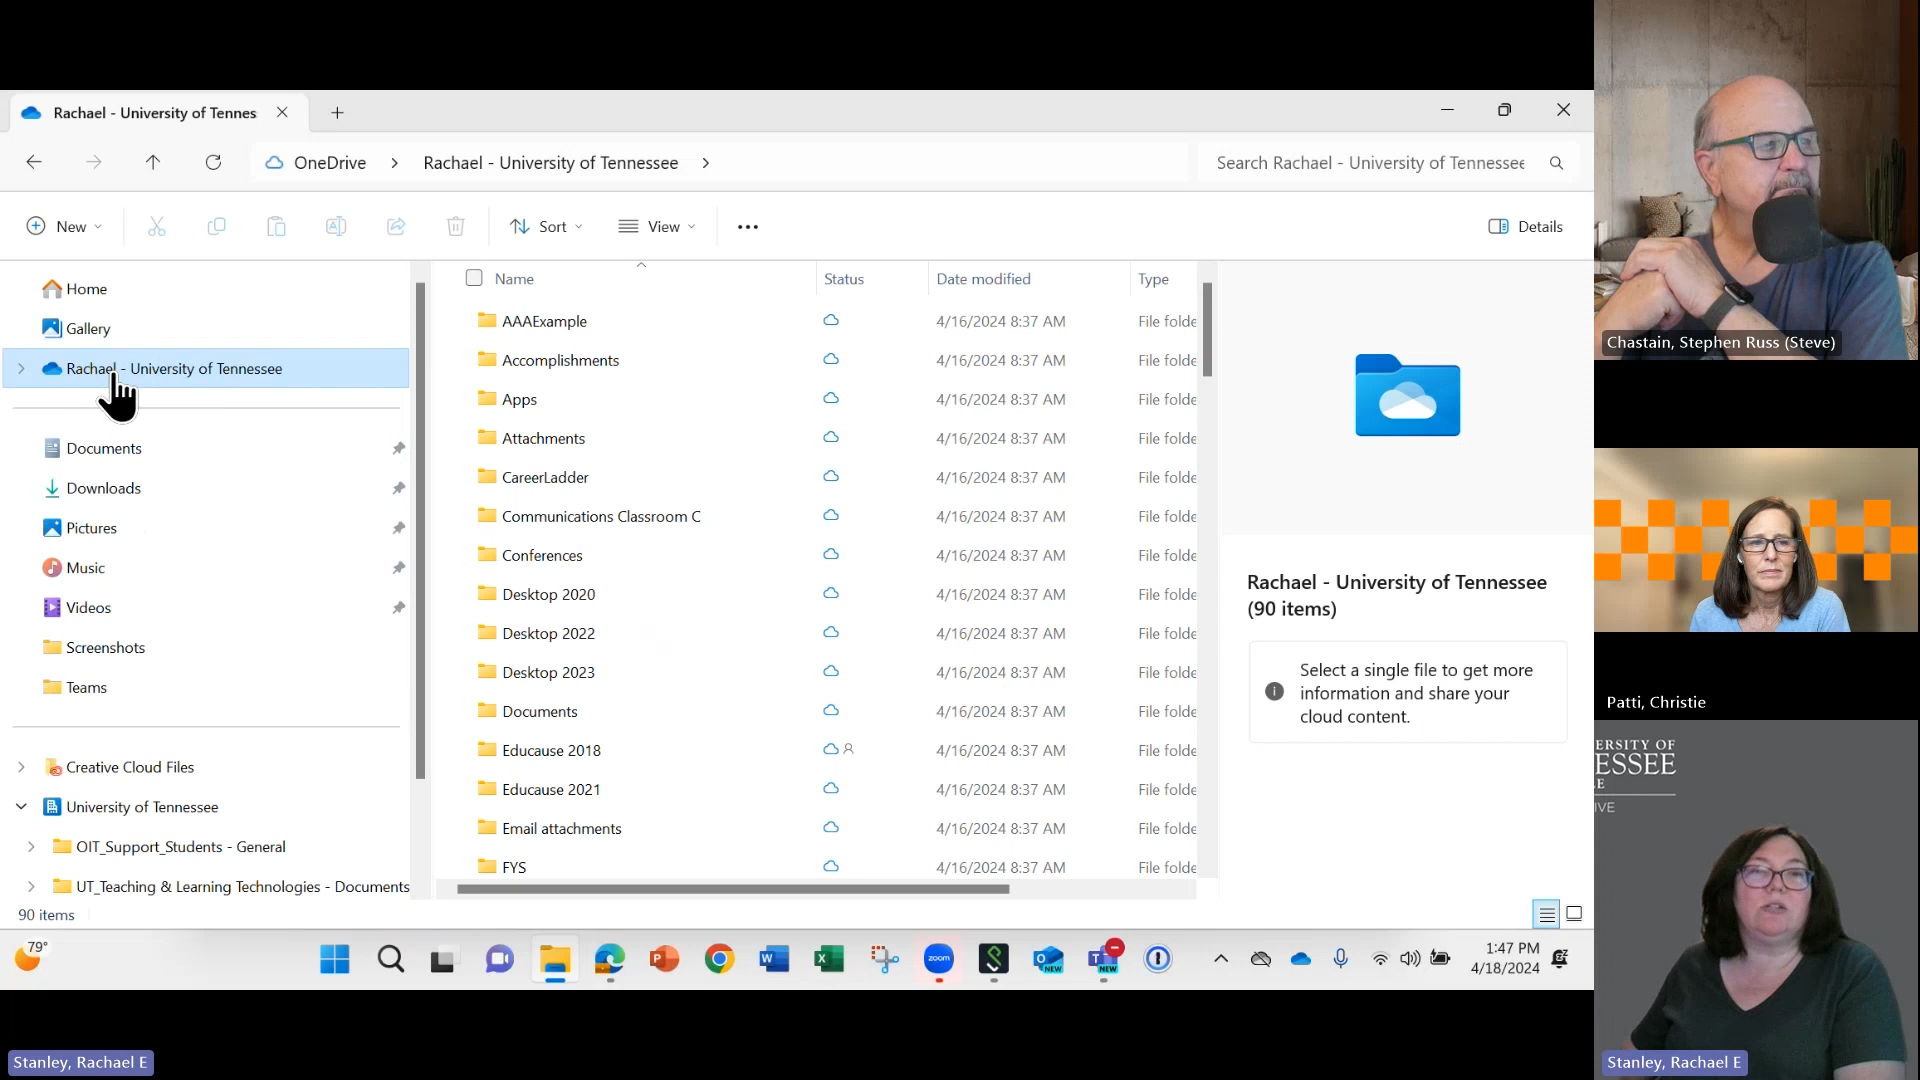 Rachael - University of Tennes
OneDrive
Rachael - University of Tennessee
Search Rachael - University of Tennessee
New
Sort
View
Details
Home
Gallery
Rachael - University of Tennessee
Documents
Downloads
Pictures
Music
Videos
Screenshots
Teams
Creative Cloud Files
University of Tennessee
OIT_Support_Students - General
UT_Teaching & Learning Technologies - Documents
90 items
Name Status Date modified Type
AAAExample 4/16/2024 8:37 AM File folde
Accomplishments 4/16/2024 8:37 AM File folde
Apps 4/16/2024 8:37 AM File folde
Attachments 4/16/2024 8:37 AM File folde
CareerLadder 4/16/2024 8:37 AM File folde
Communications Classroom C 4/16/2024 8:37 AM File folde
Conferences 4/16/2024 8:37 AM File folde
Desktop 2020 4/16/2024 8:37 AM File folde
Desktop 2022 4/16/2024 8:37 AM File folde
Desktop 2023 4/16/2024 8:37 AM File folde
Documents 4/16/2024 8:37 AM File folde
Educause 2018 4/16/2024 8:37 AM File folde
Educause 2021 4/16/2024 8:37 AM File folde
Email attachments 4/16/2024 8:37 AM File folde
FYS 4/16/2024 8:37 AM File folde
Rachael - University of Tennessee
(90 items)
Select a single file to get more
information and share your
cloud content.
79°
zoom
NEW
NEW
1:47 PM
4/18/2024
Stanley, Rachael E
Chastain, Stephen Russ (Steve)
Patti, Christie
ERSITY OF
ESSEE
E
IVE
Stanley, Rachael E